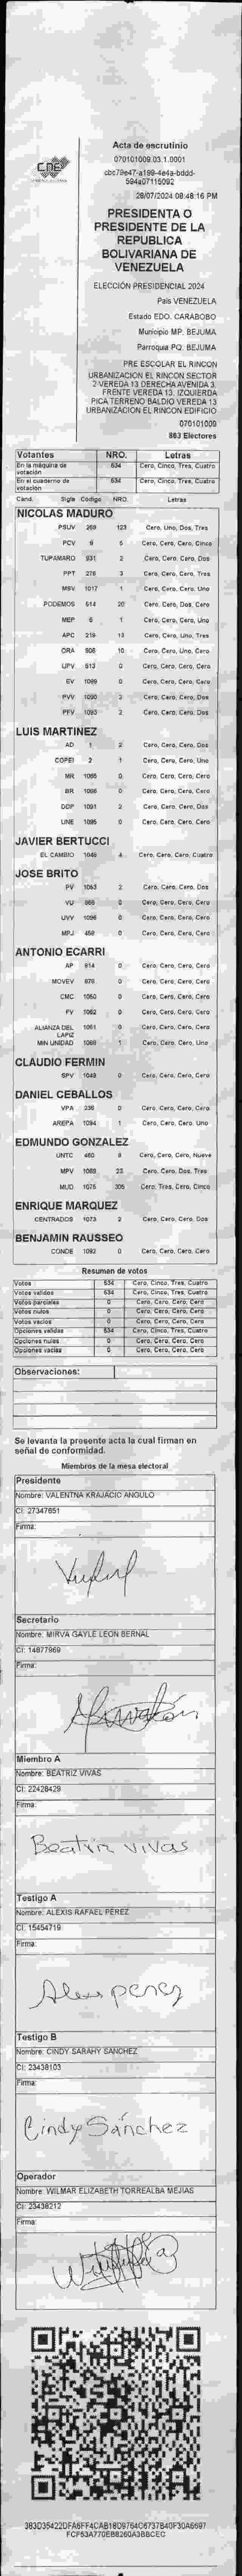 Acta de escrutinio
070101009.03.1.0001
cbc79e47-a199-4e4a-bddd-
594a07115092
28/07/2024 08:48:16 PM
CNE
PRESIDENTA O
PRESIDENTE DE LA
REPUBLICA
BOLIVARIANA DE
VENEZUELA
ELECCIÓN PRESIDENCIAL 2024
País VENEZUELA
Estado EDO. CARABOBO
Municipio MP. BEJUMA
Parroquia PQ. BEJUMA
PRE ESCOLAR EL RINCON
URBANIZACION EL RINCON SECTOR
2 VEREDA 13 DERECHA AVENIDA 3.
FRENTE VEREDA 13. IZQUIERDA
PICA TERRENO BALDIO VEREDA 13
URBANIZACION EL RINCON EDIFICIO
070101009
863 Electores
Votantes NRO. Letras
En la máquina de votación 534 Cero, Cinco, Tres, Cuatro
En el cuaderno de votación 534 Cero, Cinco, Tres, Cuatro
Cand. Sigla Código NRO. Letras
NICOLAS MADURO
PSUV 269 123 Cero, Uno, Dos, Tres
PCV 9 5 Cero, Cero, Cero, Cinco
TUPAMARO 931 2 Cero, Cero, Cero, Dos
PPT 276 3 Cero, Cero, Cero, Tres
MSV 1017 1 Cero, Cero, Cero, Uno
PODEMOS 514 20 Cero, Cero, Dos, Cero
MEP 6 1 Cero, Cero, Cero, Uno
APC 219 13 Cero, Cero, Uno, Tres
ORA 906 10 Cero, Cero, Uno, Cero
UPV 613 0 Cero, Cero, Cero, Cero
EV 1089 0 Cero, Cero, Cero, Cero
PVV 1090 2 Cero, Cero, Cero, Dos
PFV 1093 2 Cero, Cero, Cero, Dos
LUIS MARTINEZ
AD 1 2 Cero, Cero, Cero, Dos
COPEI 2 1 Cero, Cero, Cero, Uno
MR 1066 0 Cero, Cero, Cero, Cero
BR 1088 0 Cero, Cero, Cero, Cero
DDP 1091 2 Cero, Cero, Cero, Dos
UNE 1095 0 Cero, Cero, Cero, Cero
JAVIER BERTUCCI
EL CAMBIO 1048 4 Cero, Cero, Cero, Cuatro
JOSE BRITO
PV 1063 2 Cero, Cero, Cero, Dos
VU 868 0 Cero, Cero, Cero, Cero
UVV 1096 0 Cero, Cero, Cero, Cero
MPJ 458 0 Cero, Cero, Cero, Cero
ANTONIO ECARRI
AP 914 0 Cero, Cero, Cero, Cero
MOVEV 876 0 Cero, Cero, Cero, Cero
CMC 1050 0 Cero, Cero, Cero, Cero
FV 1062 0 Cero, Cero, Cero, Cero
ALIANZA DEL LAPIZ 1061 0 Cero, Cero, Cero, Cero
MIN UNIDAD 1069 1 Cero, Cero, Cero, Uno
CLAUDIO FERMIN
SPV 1049 0 Cero, Cero, Cero, Cero
DANIEL CEBALLOS
VPA 236 0 Cero, Cero, Cero, Cero
AREPA 1094 1 Cero, Cero, Cero, Uno
EDMUNDO GONZALEZ
UNTC 460 9 Cero, Cero, Cero, Nueve
MPV 1069 23 Cero, Cero, Dos, Tres
MUD 1075 305 Cero, Tres, Cero, Cinco
ENRIQUE MARQUEZ
CENTRADOS 1073 2 Cero, Cero, Cero, Dos
BENJAMIN RAUSSEO
CONDE 1092 0 Cero, Cero, Cero, Cero
Resumen de votos
Votos 534 Cero, Cinco, Tres, Cuatro
Votos validos 534 Cero, Cinco, Tres, Cuatro
Votos parciales 0 Cero, Cero, Cero, Cero
Votos nulos 0 Cero, Cero, Cero, Cero
Votos vacios 0 Cero, Cero, Cero, Cero
Opciones validas 534 Cero, Cinco, Tres, Cuatro
Opciones nulas 0 Cero, Cero, Cero, Cero
Opciones vacias 0 Cero, Cero, Cero, Cero
Observaciones:
Se levanta la presente acta la cual firman en
señal de conformidad.
Miembros de la mesa electoral
Presidente
Nombre: VALENTNA KRAJACIC ANGULO
CI: 27347651
Firma:
Secretario
Nombre: MIRVA GAYLE LEON BERNAL
CI: 14877969
Firma:
Miembro A
Nombre: BEATRIZ VIVAS
CI: 22428429
Firma:
Beatriz Vivas
Testigo A
Nombre: ALEXIS RAFAEL PEREZ
CI: 15454719
Firma:
Alexis perez
Testigo B
Nombre: CINDY SARAHY SANCHEZ
CI: 23438103
Firma:
Cindy Sánchez
Operador
Nombre: WILMAR ELIZABETH TORREALBA MEJIAS
CI: 23438212
Firma: